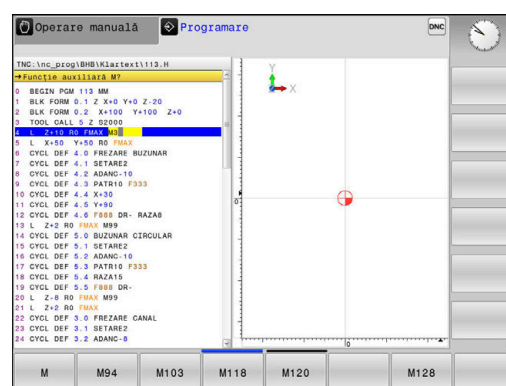 Operare manuală
Programare
DNC
TNC:\nc_prog\BHB\Klartext\113.H
→Funcție auxiliară M?
0 BEGIN PGM 113 MM
1 BLK FORM 0.1 Z X+0 Y+0 Z-20
2 BLK FORM 0.2 X+100 Y+100 Z+0
3 TOOL CALL 5 Z S2000
4 L Z+10 R0 FMAX M3
5 L X+50 Y+50 R0 FMAX
6 CYCL DEF 4.0 FREZARE BUZUNAR
7 CYCL DEF 4.1 SETARE2
8 CYCL DEF 4.2 ADANC-10
9 CYCL DEF 4.3 PATR10 F333
10 CYCL DEF 4.4 X+30
11 CYCL DEF 4.5 Y+90
12 CYCL DEF 4.6 F888 DR- RAZA8
13 L Z+2 R0 FMAX M99
14 CYCL DEF 5.0 BUZUNAR CIRCULAR
15 CYCL DEF 5.1 SETARE2
16 CYCL DEF 5.2 ADANC-10
17 CYCL DEF 5.3 PATR10 F333
18 CYCL DEF 5.4 RAZA15
19 CYCL DEF 5.5 F888 DR-
20 L Z-8 R0 FMAX M99
21 L Z+2 R0 FMAX
22 CYCL DEF 3.0 FREZARE CANAL
23 CYCL DEF 3.1 SETARE2
24 CYCL DEF 3.2 ADANC-8
Y
X
0
0
M M94 M103 M118 M120 M128